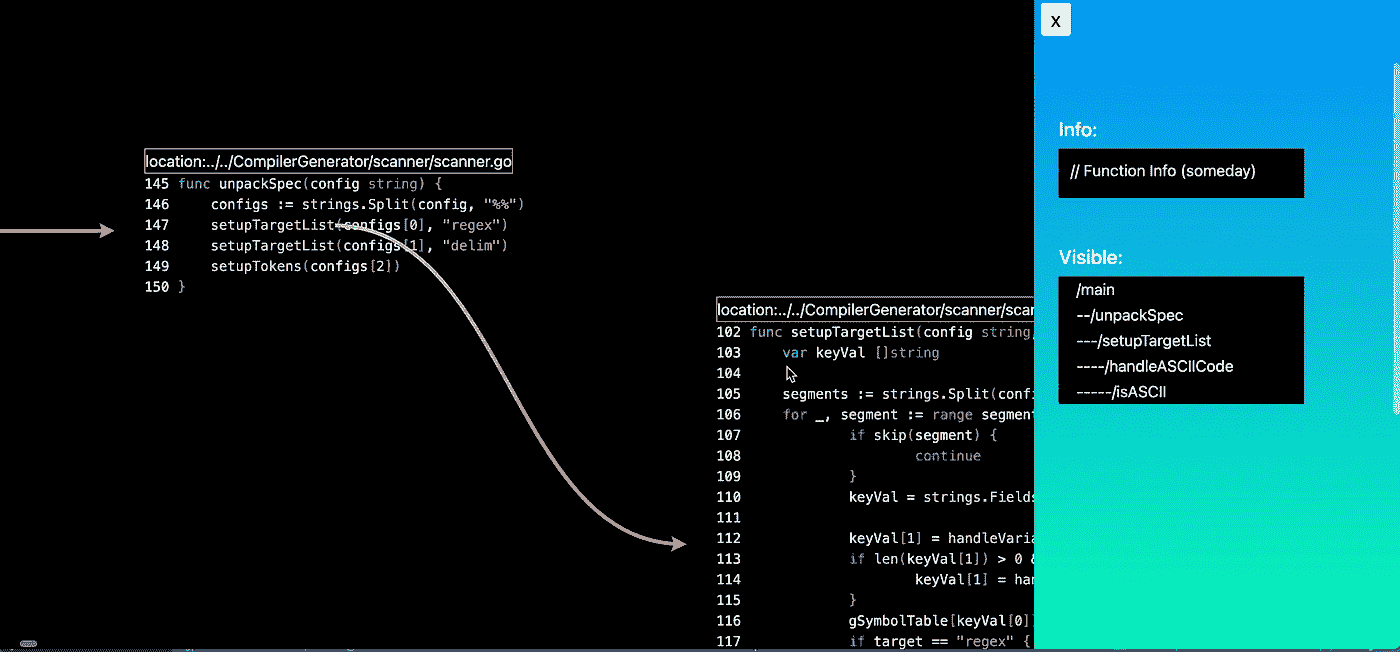 location:../../CompilerGenerator/scanner/scanner.go
145 func unpackSpec(config string) {
146     configs := strings.Split(config, "%%")
147     setupTargetList(configs[0], "regex")
148     setupTargetList(configs[1], "delim")
149     setupTokens(configs[2])
150 }
location:../../CompilerGenerator/scanner/scar
102 func setupTargetList(config string,
103     var keyVal []string
104
105     segments := strings.Split(conf
106     for _, segment := range segment
107             if skip(segment) {
108                     continue
109             }
110             keyVal = strings.Fields
111
112             keyVal[1] = handleVaria
113             if len(keyVal[1]) > 0 &
114                     keyVal[1] = han
115             }
116             gSymbolTable[keyVal[0]]
117             if target == "regex" {
X
Info:
// Function Info (someday)
Visible:
/main
--/unpackSpec
---/setupTargetList
----/handleASCIICode
-----/isASCII